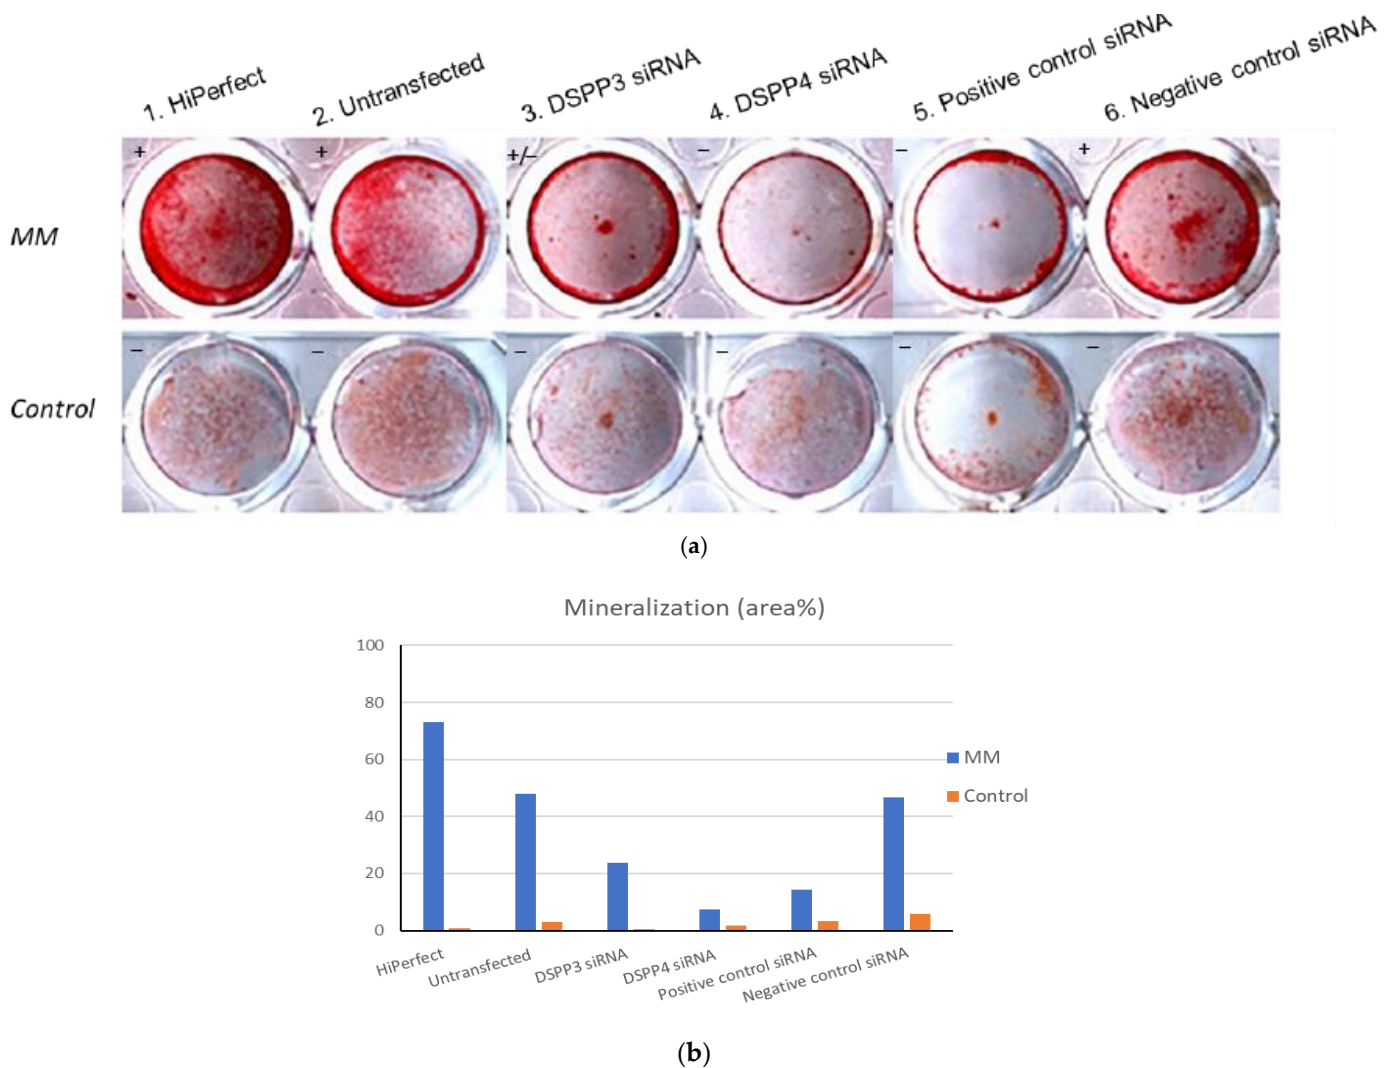 1. HiPerfect
2. Untransfected
3. DSPP3 siRNA
4. DSPP4 siRNA
5. Positive control siRNA
6. Negative control siRNA
+ + +/– – – +
MM
– – – – – –
Control
(a)
Mineralization (area%)
100
80
60
40
20
0
MM
Control
HiPerfect
Untransfected
DSPP3 siRNA
DSPP4 siRNA
Positive control siRNA
Negative control siRNA
(b)